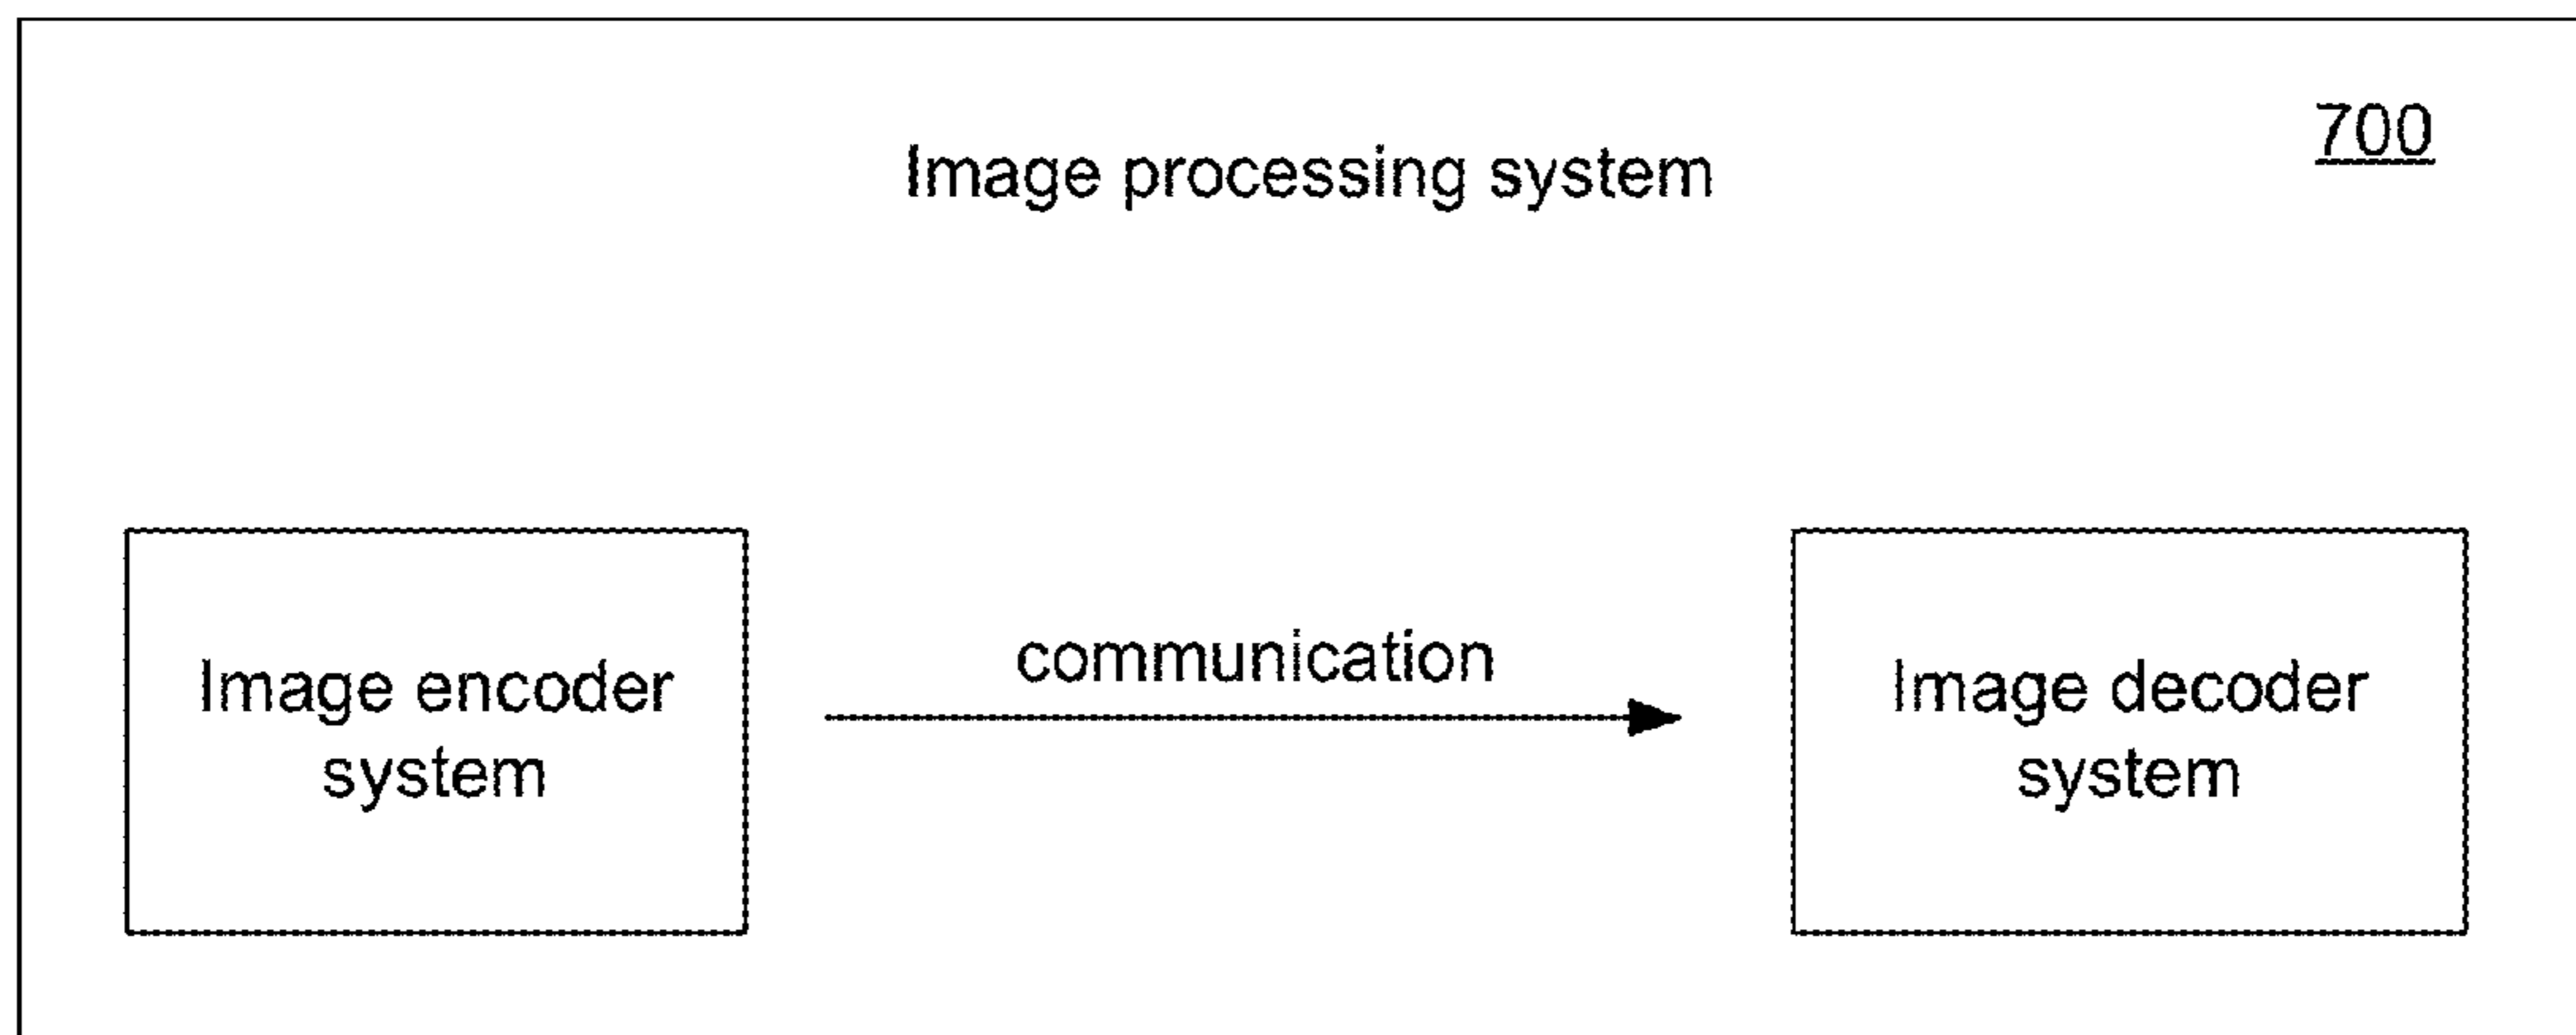 700
Image processing system
Image encoder
system
communication
Image decoder
system